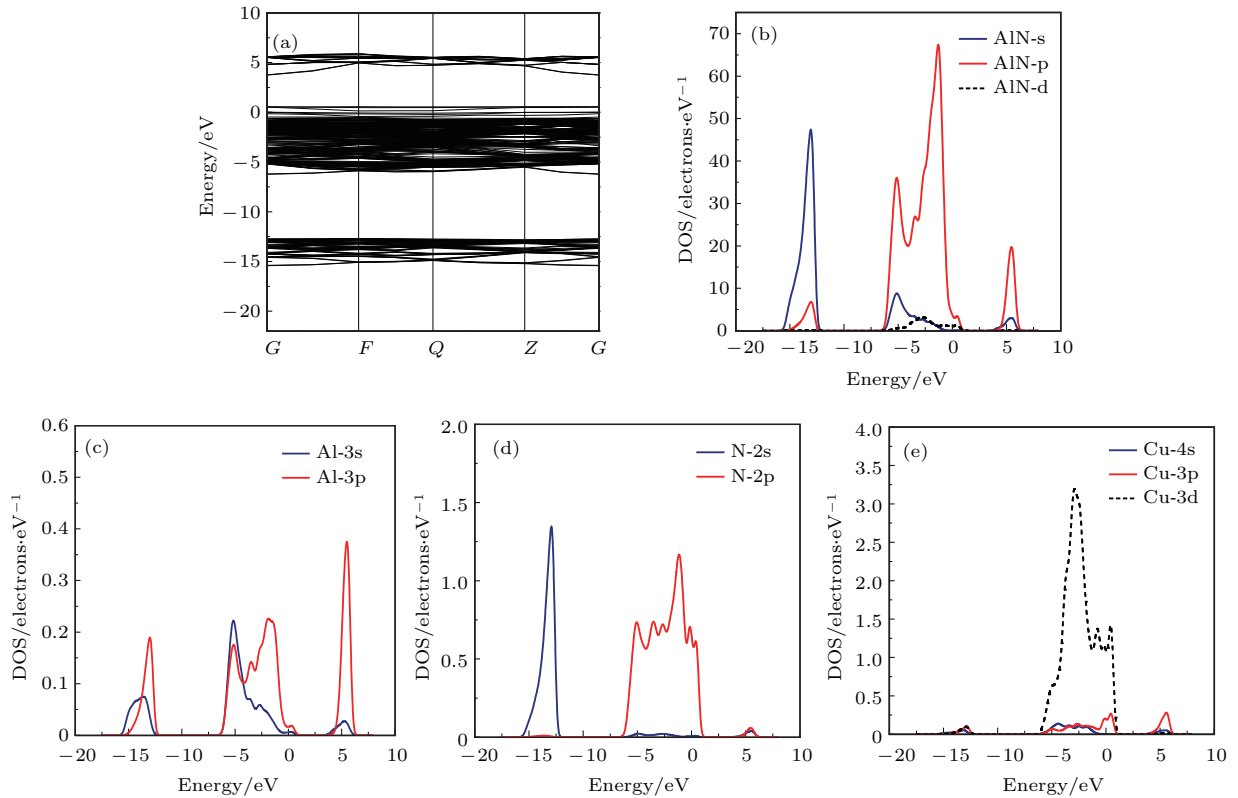 (a)
Energy/eV
10
5
0
−5
−10
−15
−20
G F Q Z G
(b)
AlN-s
AlN-p
AlN-d
DOS/electrons·eV−1
70
60
50
40
30
20
10
0
−20 −15 −10 −5 0 5 10
Energy/eV
(c)
Al-3s
Al-3p
DOS/electrons·eV−1
0.6
0.5
0.4
0.3
0.2
0.1
0
−20 −15 −10 −5 0 5 10
Energy/eV
(d)
N-2s
N-2p
DOS/electrons·eV−1
2.0
1.5
1.0
0.5
0
−20 −15 −10 −5 0 5 10
Energy/eV
(e)
Cu-4s
Cu-3p
Cu-3d
DOS/electrons·eV−1
4.0
3.5
3.0
2.5
2.0
1.5
1.0
0.5
0
−20 −15 −10 −5 0 5 10
Energy/eV